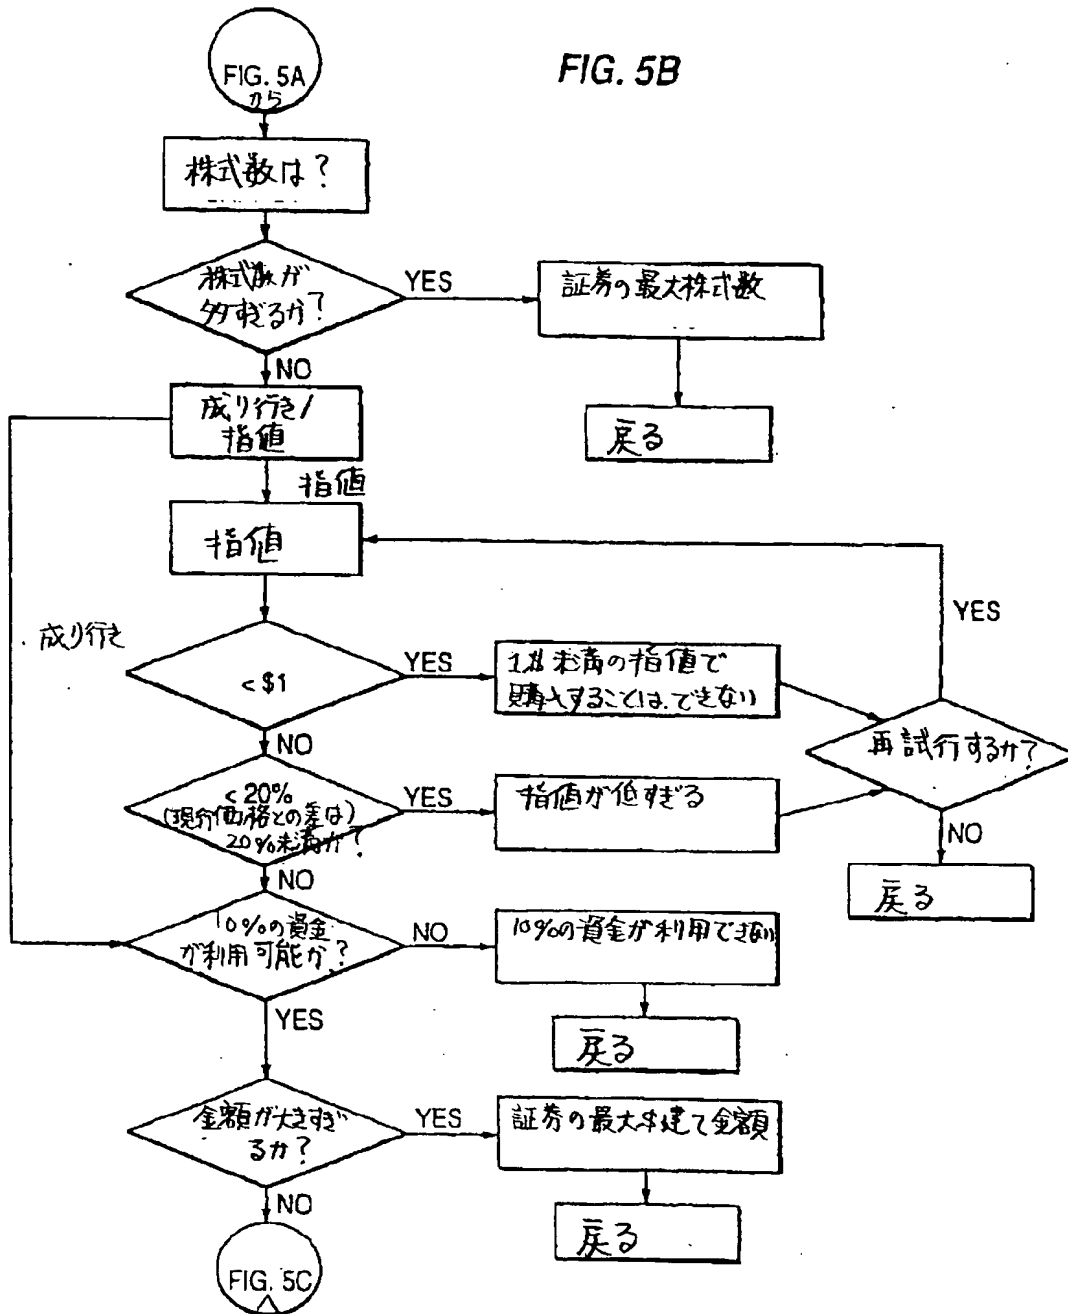 FIG. 5B
FIG. 5A
から
株式数は?
株式数が
多すぎるか?
YES
証券の最大株式数
NO
戻る
成り行き/
指値
指値
指値
成り行き
YES
<$1
YES
1$未満の指値で
購入することは.できない
再試行するか?
NO
<20%
(現行価格との差は)
20%未満か?
YES
指値が低すぎる
NO
戻る
NO
10%の資金
が利用可能か?
NO
10%の資金が利用できない
YES
戻る
金額が大きすぎ
るか?
YES
証券の最大$建て金額
NO
戻る
FIG. 5C
へ